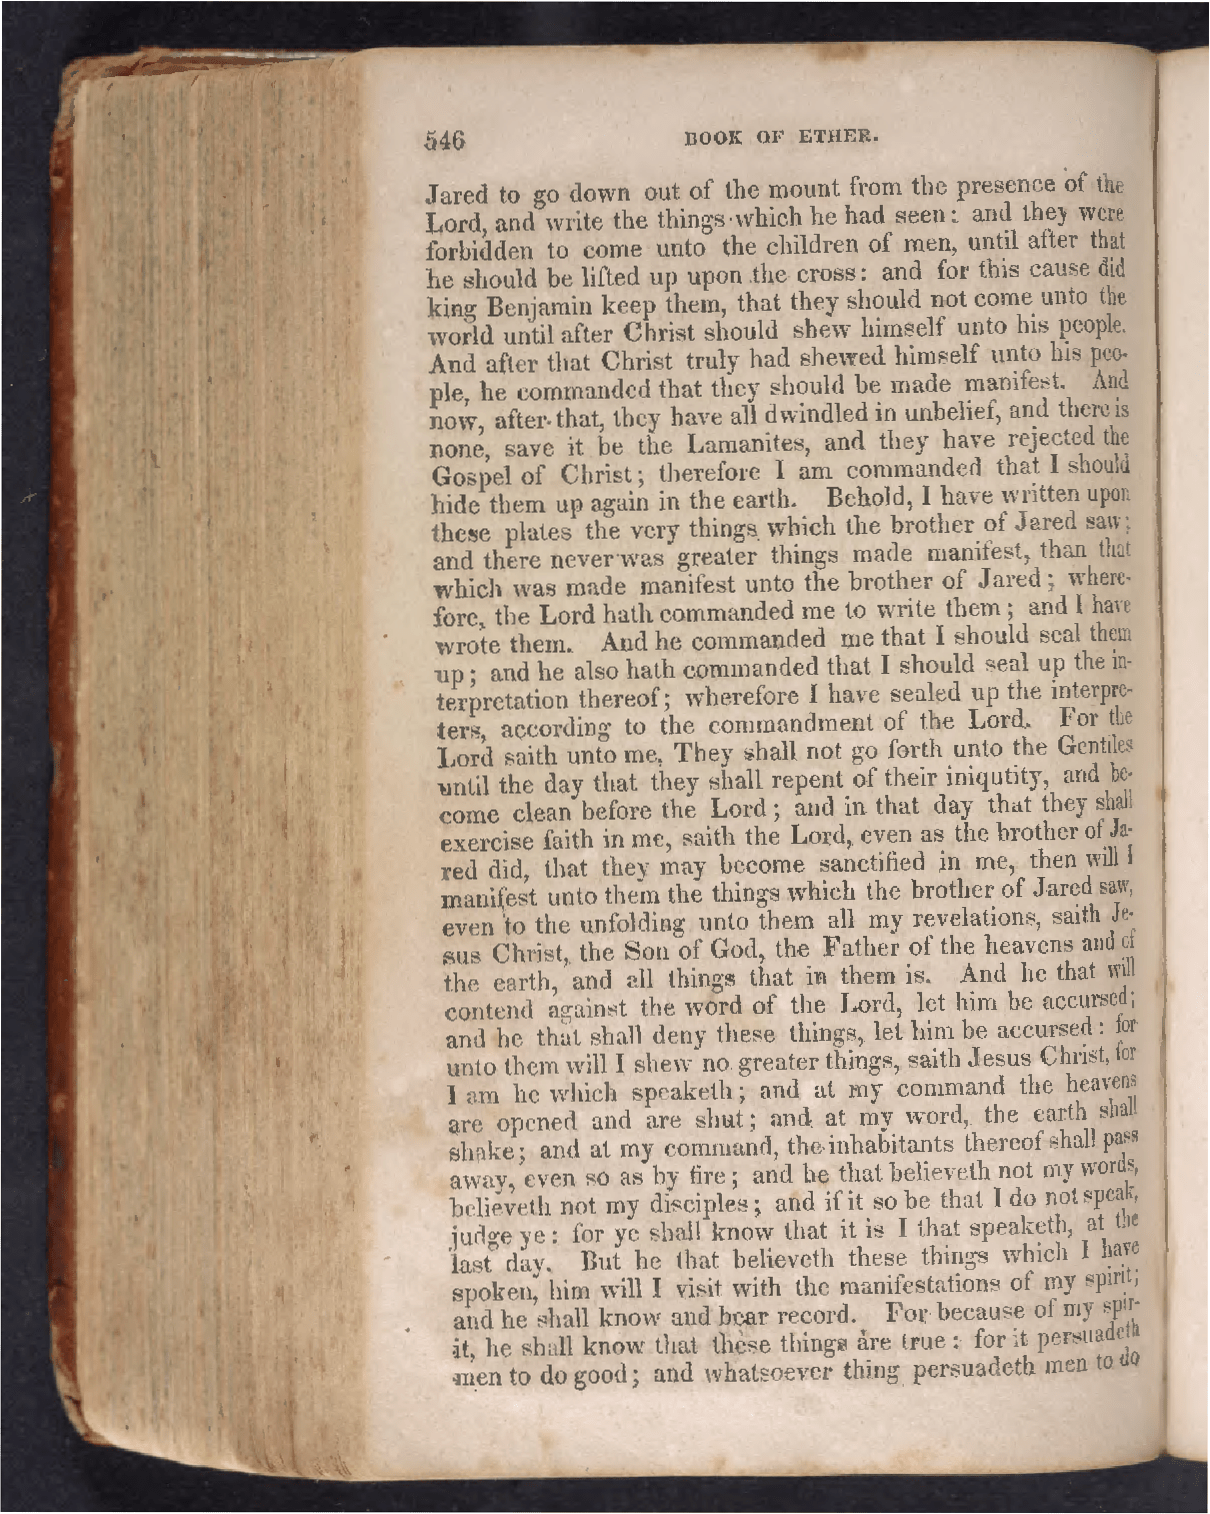 546 BOOK OF ETHER.
Jared to go down out of the mount from the presence of the
Lord, and write the things which he had seen: and they were
forbidden to come unto the children of men, until after that
he should be lifted up upon the cross: and for this cause did
king Benjamin keep them, that they should not come unto the
world until after Christ should shew himself unto his people.
And after that Christ truly had shewed himself unto his peo-
ple, he commanded that they should be made manifest. And
now, after that, they have all dwindled in unbelief, and there is
none, save it be the Lamanites, and they have rejected the
Gospel of Christ; therefore I am commanded that I should
hide them up again in the earth. Behold, I have written upon
these plates the very things which the brother of Jared saw;
and there never was greater things made manifest, than that
which was made manifest unto the brother of Jared; where-
fore, the Lord hath commanded me to write them; and I have
wrote them. And he commanded me that I should seal them
up; and he also hath commanded that I should seal up the in-
terpretation thereof; wherefore I have sealed up the interpre-
ters, according to the commandment of the Lord. For the
Lord saith unto me, They shall not go forth unto the Gentiles
until the day that they shall repent of their iniqutity, and be-
come clean before the Lord; and in that day that they shall
exercise faith in me, saith the Lord, even as the brother of Ja-
red did, that they may become sanctified in me, then will I
manifest unto them the things which the brother of Jared saw,
even to the unfolding unto them all my revelations, saith Je-
sus Christ, the Son of God, the Father of the heavens and of
the earth, and all things that in them is. And he that will
contend against the word of the Lord, let him be accursed;
and he that shall deny these things, let him be accursed: for
unto them will I shew no greater things, saith Jesus Christ, for
I am he which speaketh; and at my command the heavens
are opened and are shut; and at my word, the earth shall
shake; and at my command, the inhabitants thereof shall pass
away, even so as by fire; and he that believeth not my words,
believeth not my disciples; and if it so be that I do not speak,
judge ye: for ye shall know that it is I that speaketh, at the
last day. But he that believeth these things which I have
spoken, him will I visit with the manifestations of my spirit;
and he shall know and bear record. For because of my spir-
it, he shall know that these things are true: for it persuadeth
men to do good; and whatsoever thing persuadeth men to do